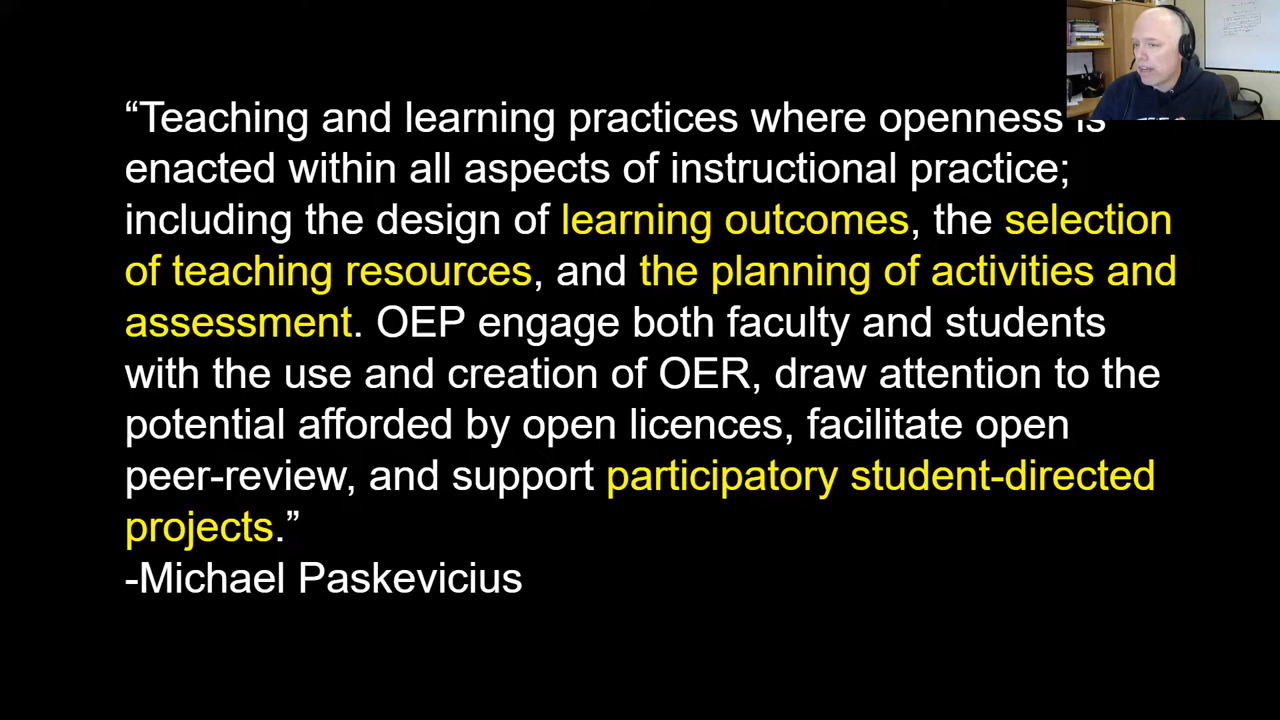 “Teaching and learning practices where openness is
enacted within all aspects of instructional practice;
including the design of learning outcomes, the selection
of teaching resources, and the planning of activities and
assessment. OEP engage both faculty and students
with the use and creation of OER, draw attention to the
potential afforded by open licences, facilitate open
peer-review, and support participatory student-directed
projects.”
-Michael Paskevicius